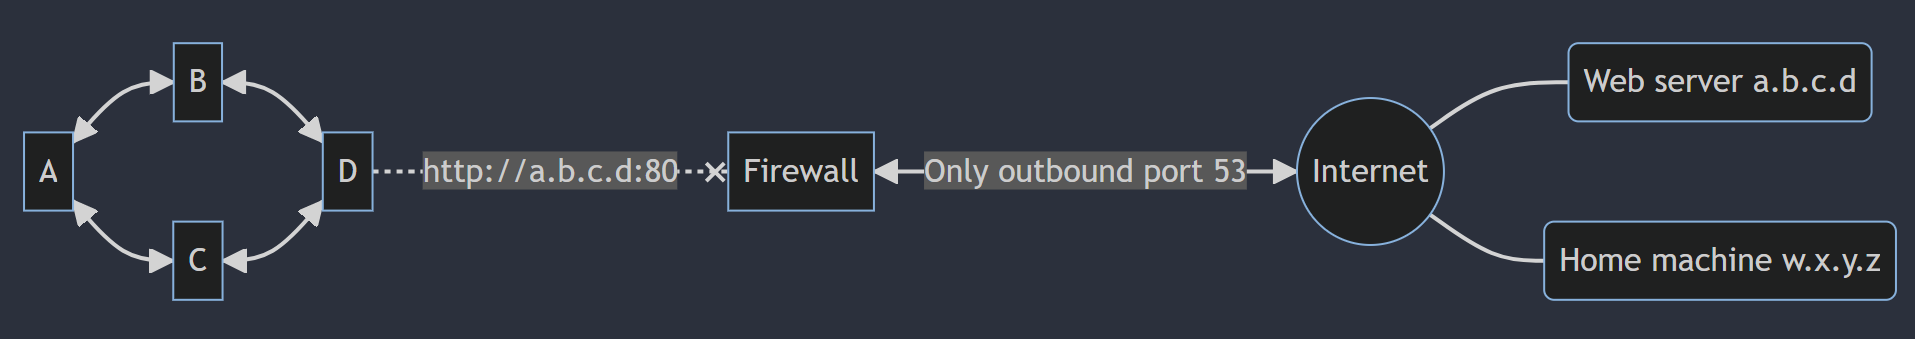 B
Web server a.b.c.d
A
D
http://a.b.c.d:80
Firewall
Only outbound port 53
Internet
C
Home machine w.x.y.z